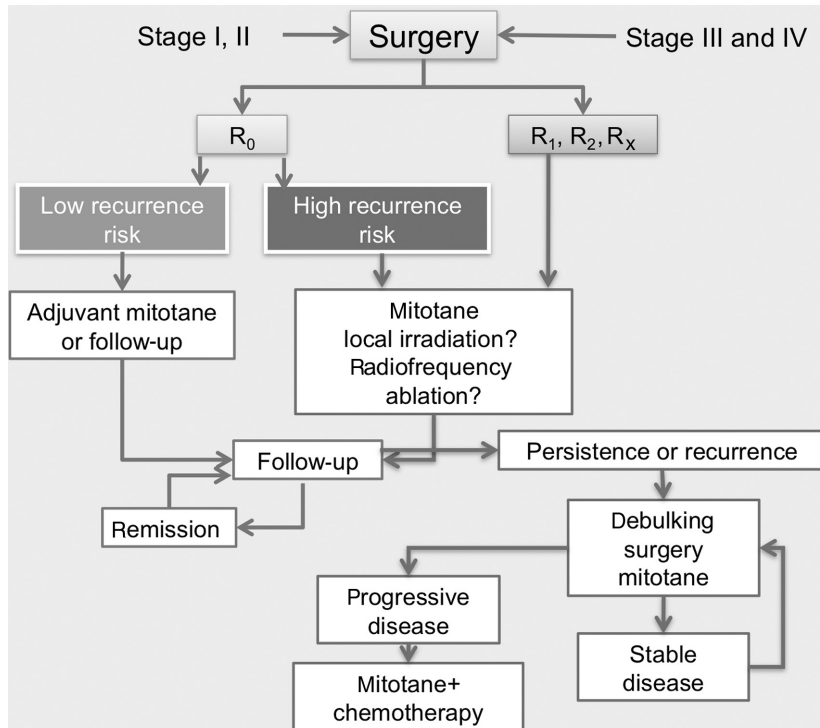 Stage I, II
Surgery
Stage III and IV
R₀
R₁, R₂, Rₓ
Low recurrence
risk
High recurrence
risk
Adjuvant mitotane
or follow-up
Mitotane
local irradiation?
Radiofrequency
ablation?
Follow-up
Persistence or recurrence
Remission
Debulking
surgery
mitotane
Progressive
disease
Stable
disease
Mitotane+
chemotherapy